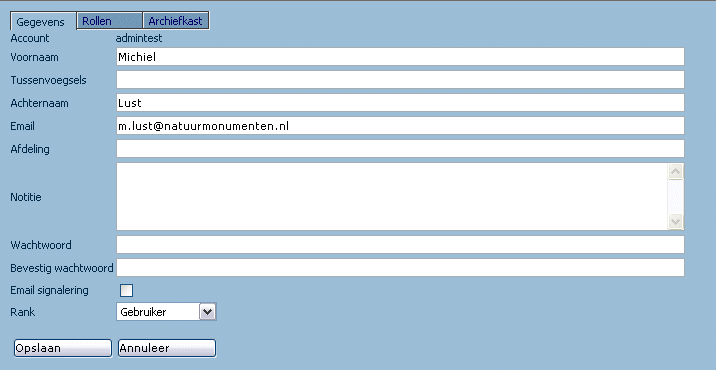 Gegevens Rollen Archiefkast
Account admintest
Voornaam Michiel
Tussenvoegsels
Achternaam Lust
Email m.lust@natuurmonumenten.nl
Afdeling
Notitie
Wachtwoord
Bevestig wachtwoord
Email signalering
Rank Gebruiker
Opslaan Annuleer